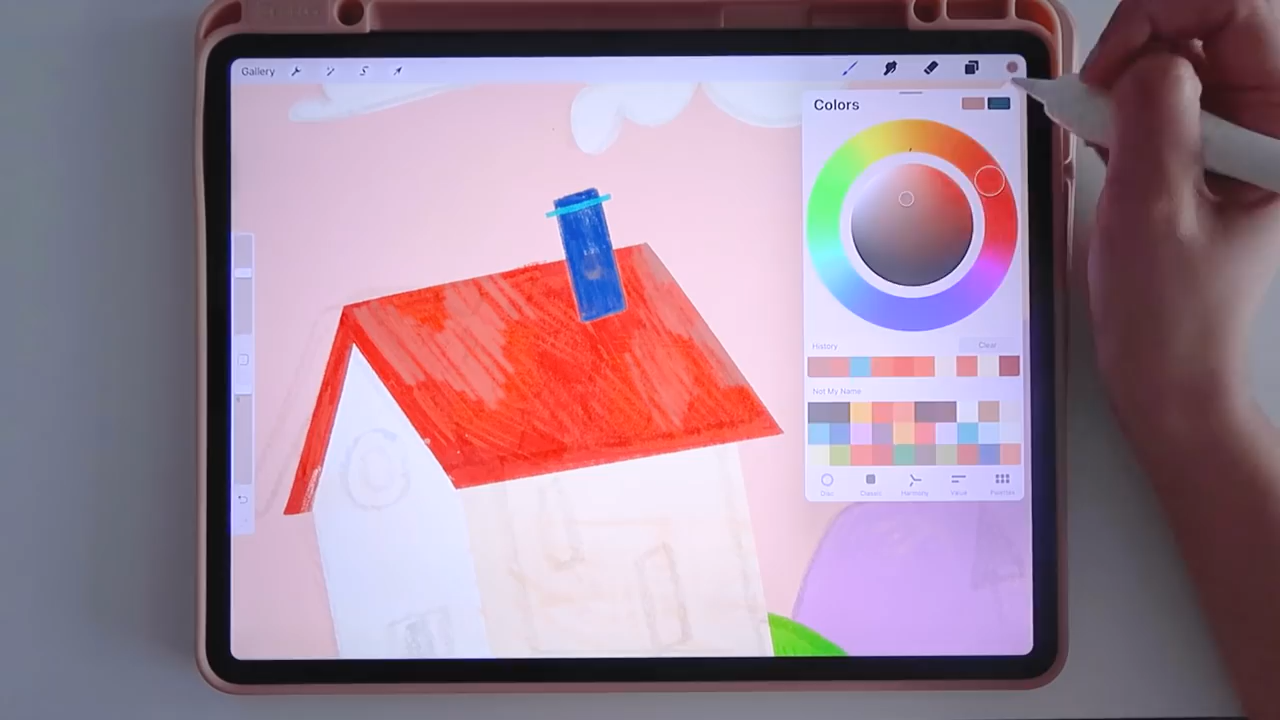 Gallery
Colors
History
Clear
Not My Name
Disc
Classic
Harmony
Value
Palettes